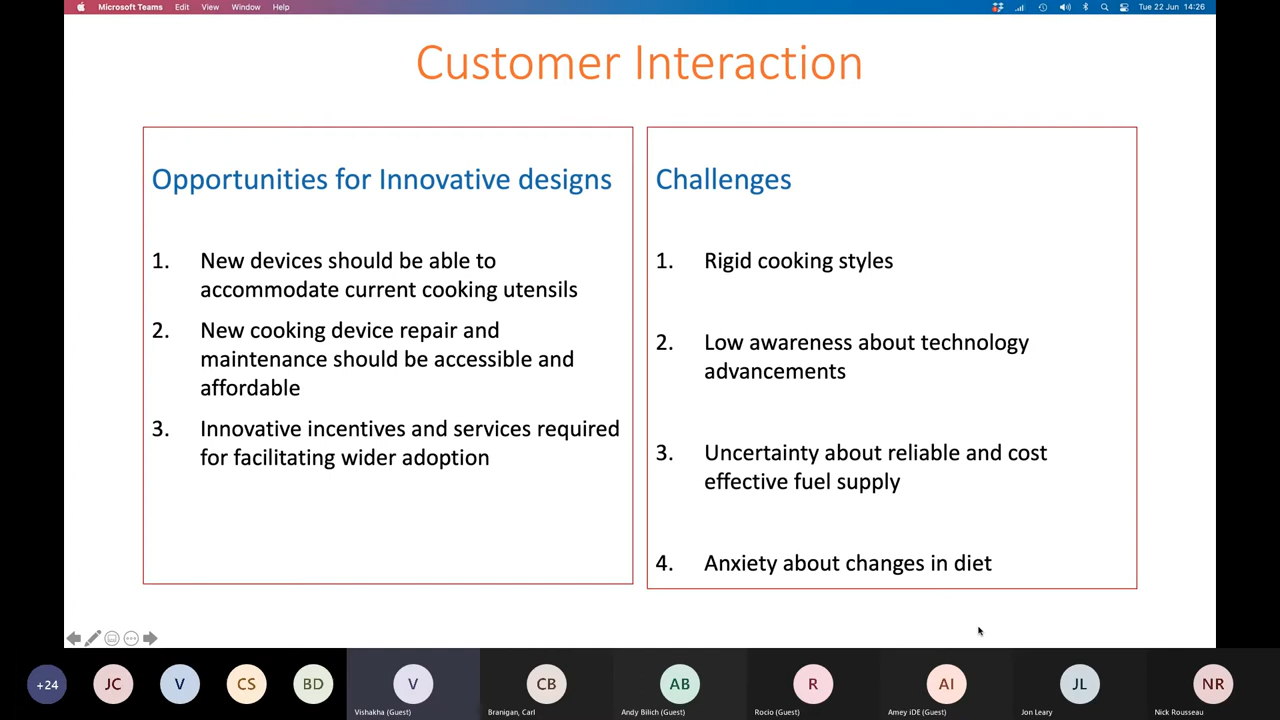 Microsoft Teams Edit View Window Help Tue 22 Jun 14:26
Customer Interaction
Opportunities for Innovative designs
1. New devices should be able to
accommodate current cooking utensils
2. New cooking device repair and
maintenance should be accessible and
affordable
3. Innovative incentives and services required
for facilitating wider adoption
Challenges
1. Rigid cooking styles
2. Low awareness about technology
advancements
3. Uncertainty about reliable and cost
effective fuel supply
4. Anxiety about changes in diet
+24 JC V CS BD V CB AB R AI JL NR
Vishakha (Guest) Branigan, Carl Andy Bilich (Guest) Rocio (Guest) Amey iDE (Guest) Jon Leary Nick Rousseau